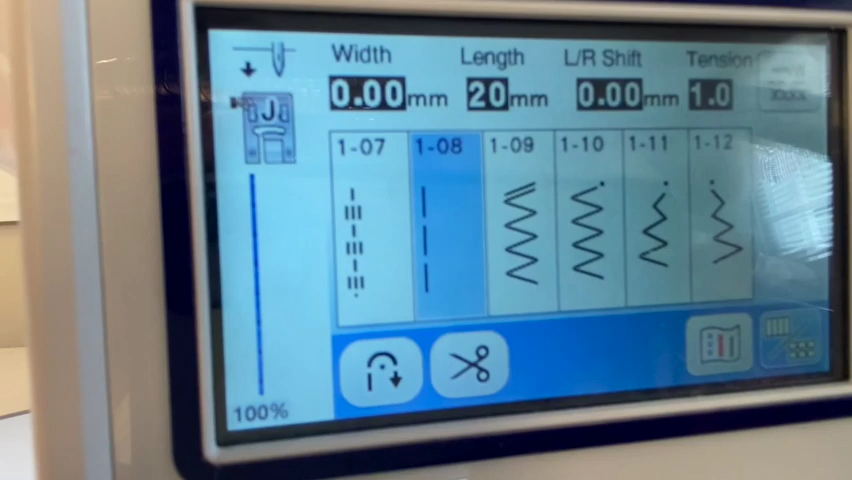 Width Length L/R Shift Tension
0.00mm 20mm 0.00mm 1.0
J
1-07 1-08 1-09 1-10 1-11 1-12
100%